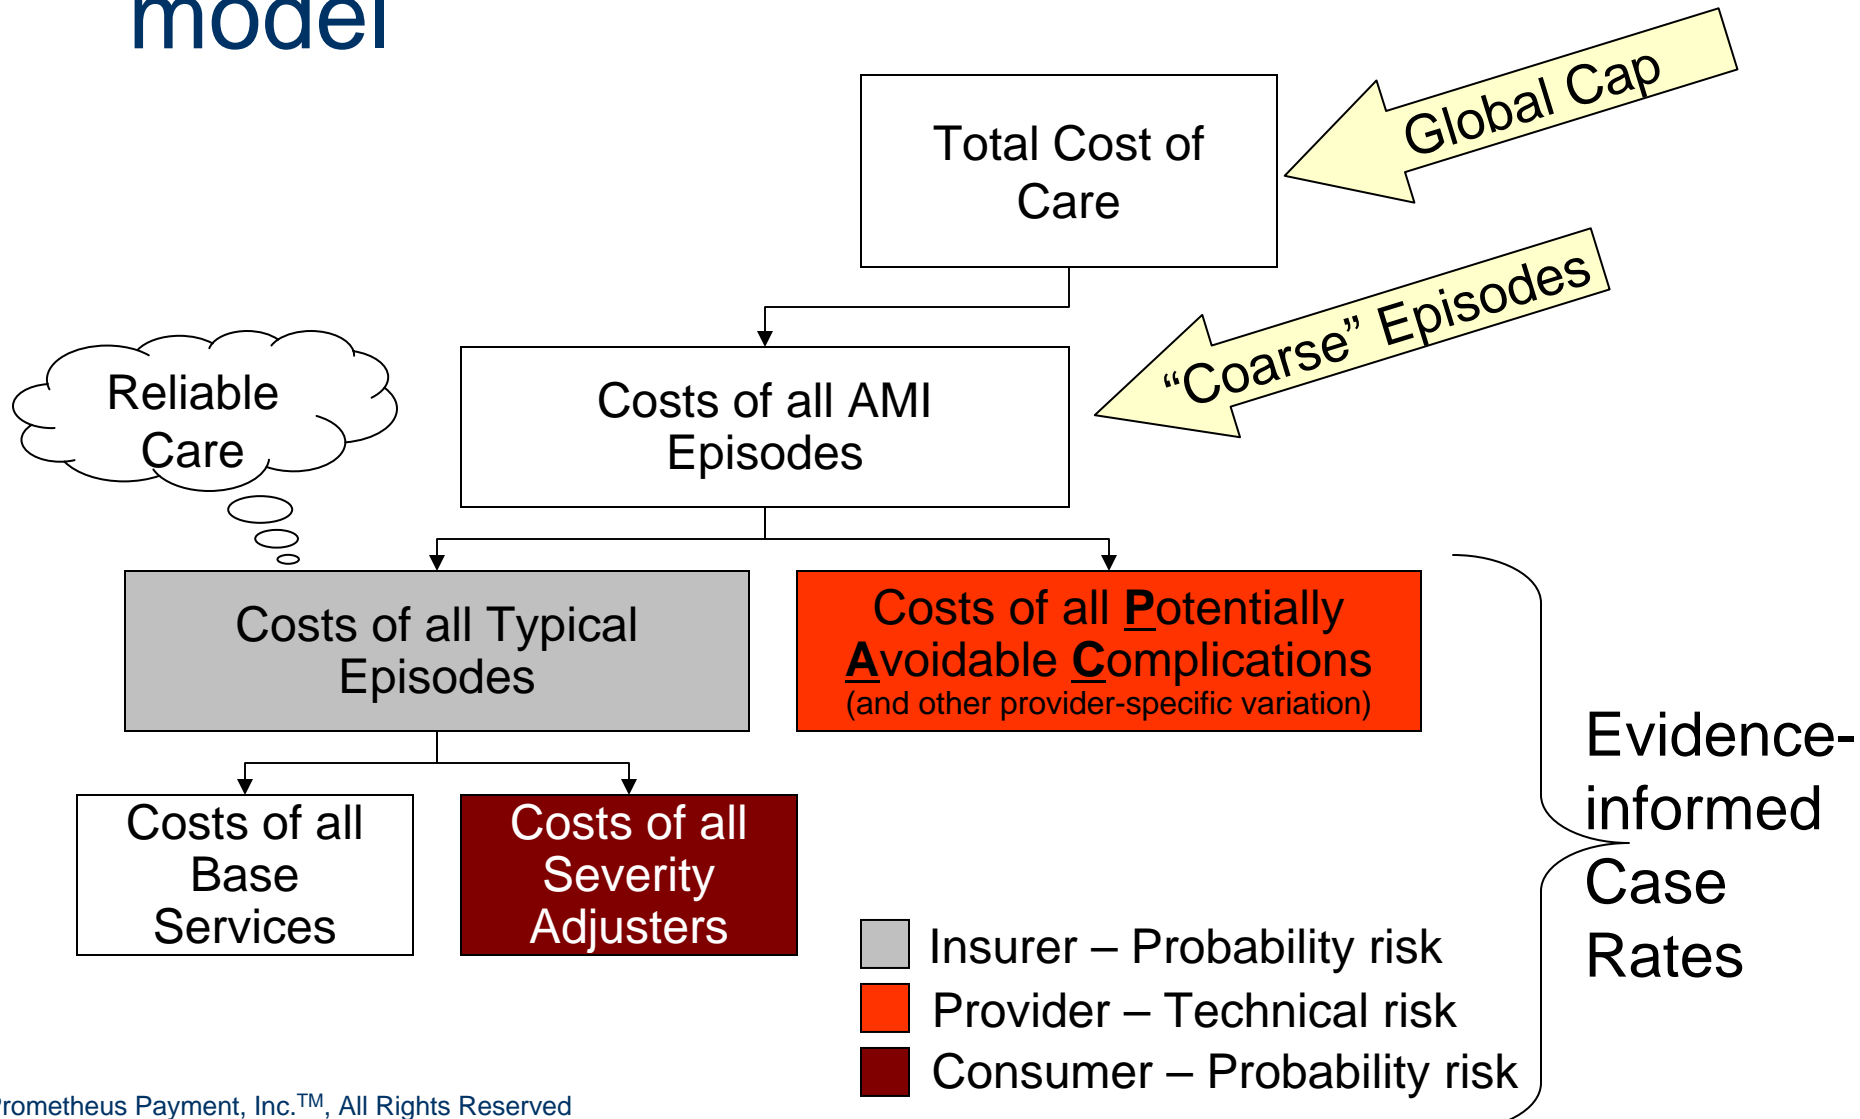 model
Global Cap
Total Cost of
Care
“Coarse” Episodes
Reliable
Care
Costs of all AMI
Episodes
Costs of all Typical
Episodes
Costs of all Potentially
Avoidable Complications
(and other provider-specific variation)
Evidence-
informed
Case
Rates
Costs of all
Base
Services
Costs of all
Severity
Adjusters
Insurer – Probability risk
Provider – Technical risk
Consumer – Probability risk
Prometheus Payment, Inc.™, All Rights Reserved